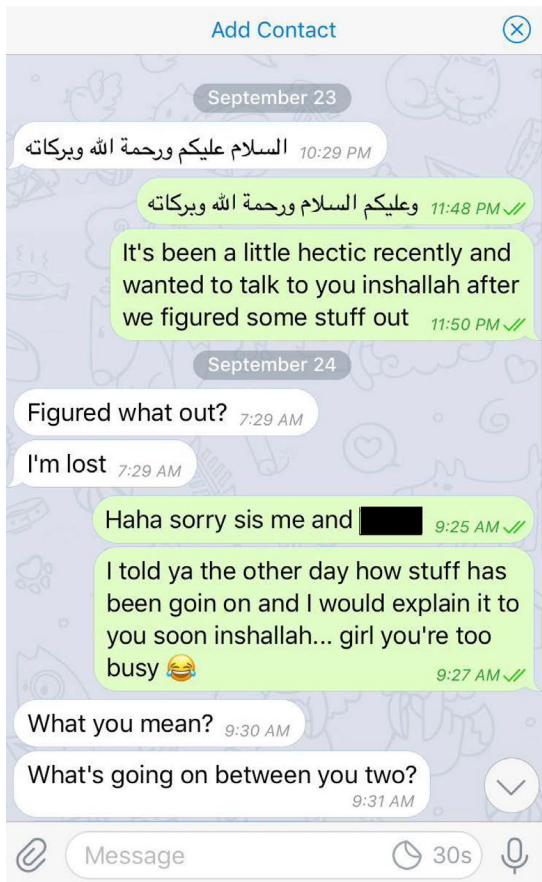 Add Contact
September 23
السلام عليكم ورحمة الله وبركاته 10:29 PM
وعليكم السلام ورحمة الله وبركاته 11:48 PM
It's been a little hectic recently and
wanted to talk to you inshallah after
we figured some stuff out 11:50 PM
September 24
Figured what out? 7:29 AM
I'm lost 7:29 AM
Haha sorry sis me and 9:25 AM
I told ya the other day how stuff has
been goin on and I would explain it to
you soon inshallah... girl you're too
busy 😂 9:27 AM
What you mean? 9:30 AM
What's going on between you two?
9:31 AM
Message 30s